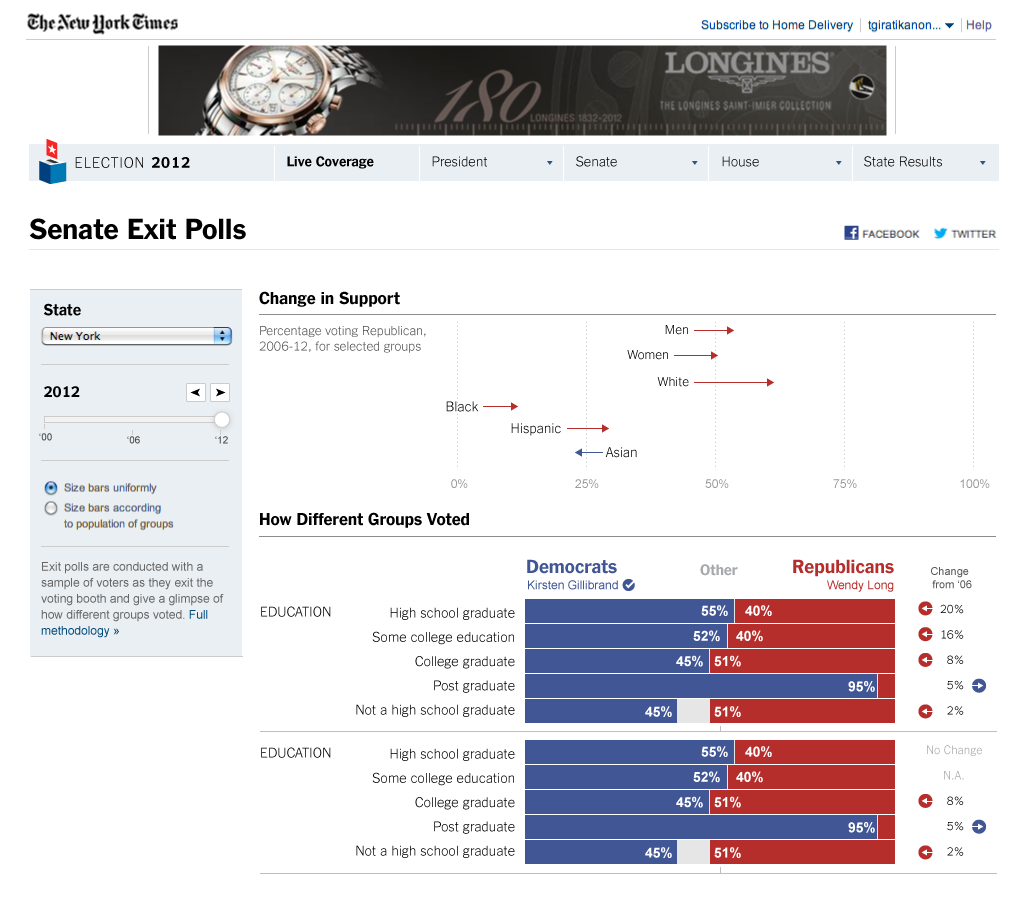 The New York Times
Subscribe to Home Delivery tgiratikanon... Help
LONGINES
180
LONGINES 1832-2012
THE LONGINES SAINT-IMIER COLLECTION
ELECTION 2012
Live Coverage
President
Senate
House
State Results
Senate Exit Polls
FACEBOOK TWITTER
State
New York
2012
'00 '06 '12
Size bars uniformly
Size bars according
to population of groups
Exit polls are conducted with a
sample of voters as they exit the
voting booth and give a glimpse of
how different groups voted. Full
methodology »
Change in Support
Percentage voting Republican,
2006-12, for selected groups
Men
Women
White
Black
Hispanic
Asian
0% 25% 50% 75% 100%
How Different Groups Voted
Democrats
Kirsten Gillibrand
Other
Republicans
Wendy Long
Change
from '06
EDUCATION High school graduate 55% 40% 20%
Some college education 52% 40% 16%
College graduate 45% 51% 8%
Post graduate 95% 5%
Not a high school graduate 45% 51% 2%
EDUCATION High school graduate 55% 40% No Change
Some college education 52% 40% N.A.
College graduate 45% 51% 8%
Post graduate 95% 5%
Not a high school graduate 45% 51% 2%